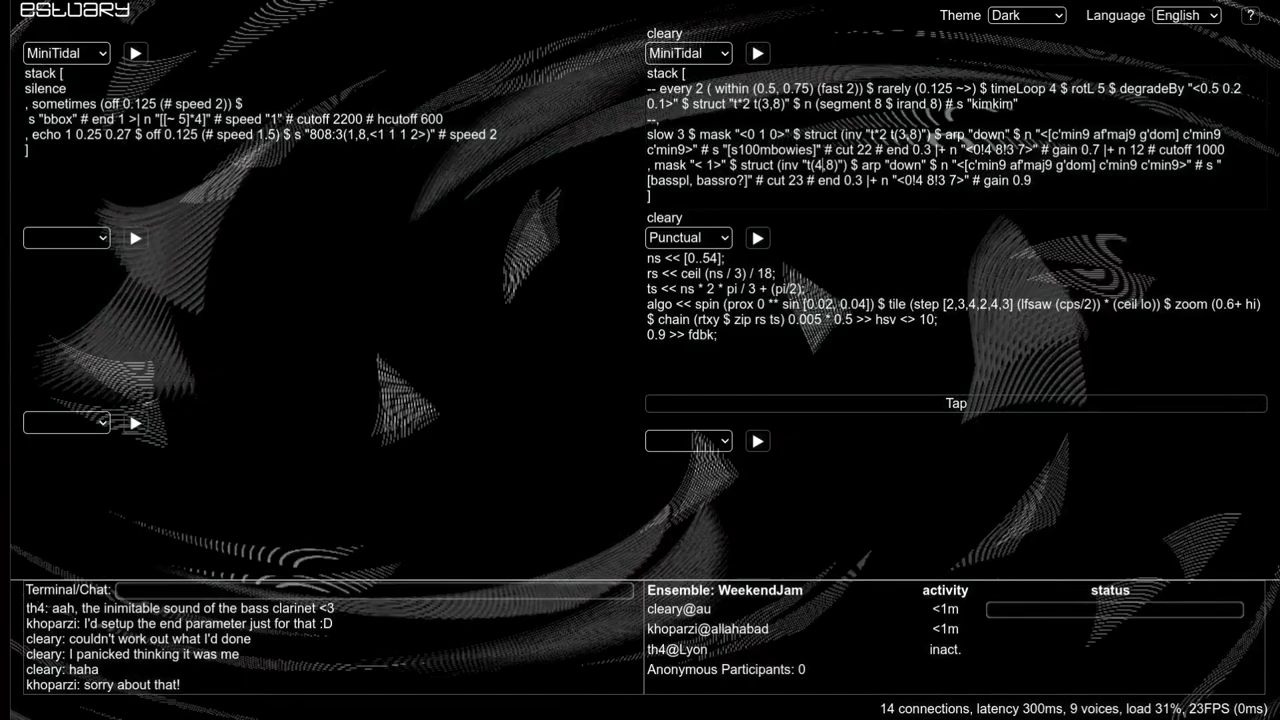 estuary
Theme Dark Language English ?
MiniTidal
stack [
silence
, sometimes (off 0.125 (# speed 2)) $
s "bbox" # end 1 >| n "[[~ 5]*4]" # speed "1" # cutoff 2200 # hcutoff 600
, echo 1 0.25 0.27 $ off 0.125 (# speed 1.5) $ s "808:3(1,8,<1 1 1 2>)" # speed 2
]
cleary
MiniTidal
stack [
-- every 2 ( within (0.5, 0.75) (fast 2)) $ rarely (0.125 ~>) $ timeLoop 4 $ rotL 5 $ degradeBy "<0.5 0.2
0.1>" $ struct "t*2 t(3,8)" $ n (segment 8 $ irand 8) # s "kimkim"
--,
slow 3 $ mask "<0 1 0>" $ struct (inv "t*2 t(3,8)") $ arp "down" $ n "<[c'min9 af'maj9 g'dom] c'min9
c'min9>" # s "[s100mbowies]" # cut 22 # end 0.3 |+ n "<0!4 8!3 7>" # gain 0.7 |+ n 12 # cutoff 1000
, mask "< 1>" $ struct (inv "t(4,8)") $ arp "down" $ n "<[c'min9 af'maj9 g'dom] c'min9 c'min9>" # s "
[basspl, bassro?]" # cut 23 # end 0.3 |+ n "<0!4 8!3 7>" # gain 0.9
]
cleary
Punctual
ns << [0..54];
rs << ceil (ns / 3) / 18;
ts << ns * 2 * pi / 3 + (pi/2);
algo << spin (prox 0 ** sin [0.02, 0.04]) $ tile (step [2,3,4,2,4,3] (lfsaw (cps/2)) * (ceil lo)) $ zoom (0.6+ hi)
$ chain (rtxy $ zip rs ts) 0.005 * 0.5 >> hsv <> 10;
0.9 >> fdbk;
Tap
Terminal/Chat:
th4: aah, the inimitable sound of the bass clarinet <3
khoparzi: I'd setup the end parameter just for that :D
cleary: couldn't work out what I'd done
cleary: I panicked thinking it was me
cleary: haha
khoparzi: sorry about that!
Ensemble: WeekendJam activity status
cleary@au <1m
khoparzi@allahabad <1m
th4@Lyon inact.
Anonymous Participants: 0
14 connections, latency 300ms, 9 voices, load 31%, 23FPS (0ms)